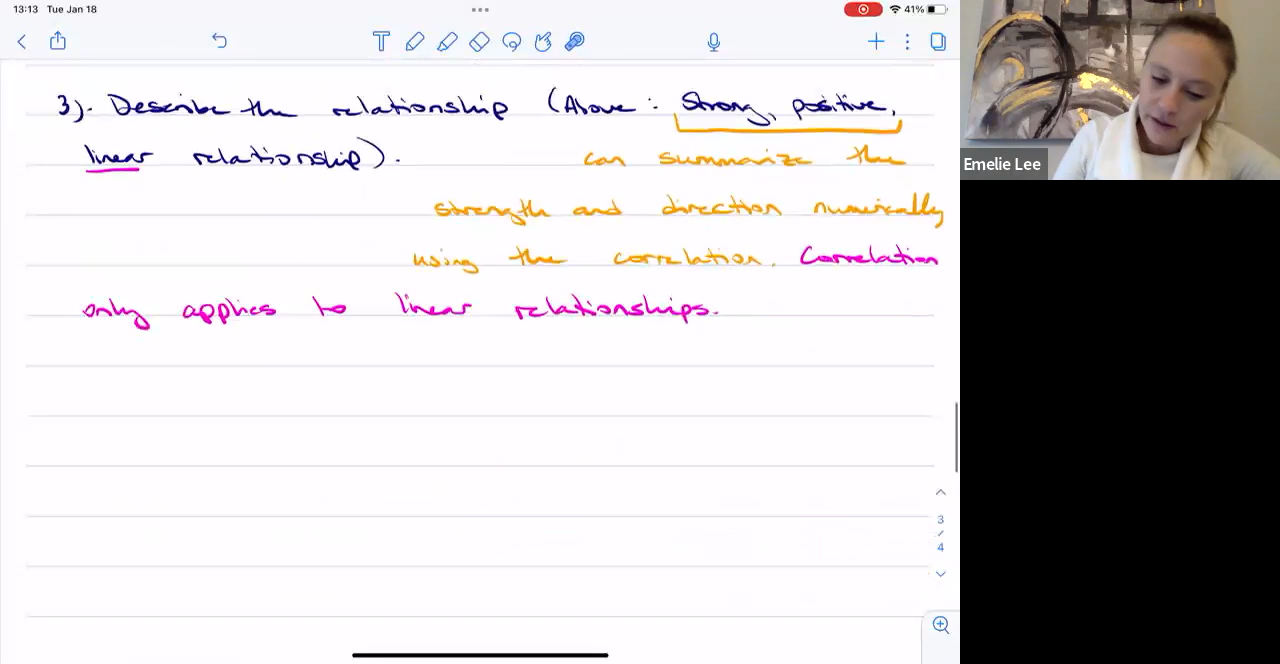 13:13 Tue Jan 18
41%
3). Describe the relationship (Above: Strong, positive,
linear relationship).
can summarize the
strength and direction numerically
using the correlation. Correlation
only applies to linear relationships.
3
/
4
Emelie Lee